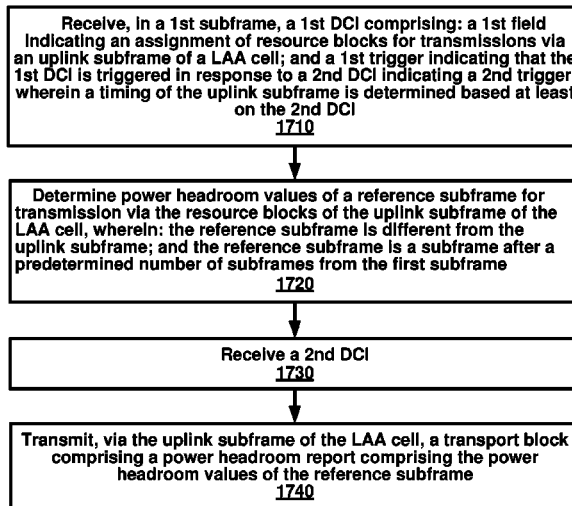 Receive, in a 1st subframe, a 1st DCI comprising: a 1st field
indicating an assignment of resource blocks for transmissions via
an uplink subframe of a LAA cell; and a 1st trigger indicating that the
1st DCI is triggered in response to a 2nd DCI indicating a 2nd trigger
wherein a timing of the uplink subframe is determined based at least
on the 2nd DCI
1710
Determine power headroom values of a reference subframe for
transmission via the resource blocks of the uplink subframe of the
LAA cell, wherein: the reference subframe is different from the
uplink subframe; and the reference subframe is a subframe after a
predetermined number of subframes from the first subframe
1720
Receive a 2nd DCI
1730
Transmit, via the uplink subframe of the LAA cell, a transport block
comprising a power headroom report comprising the power
headroom values of the reference subframe
1740